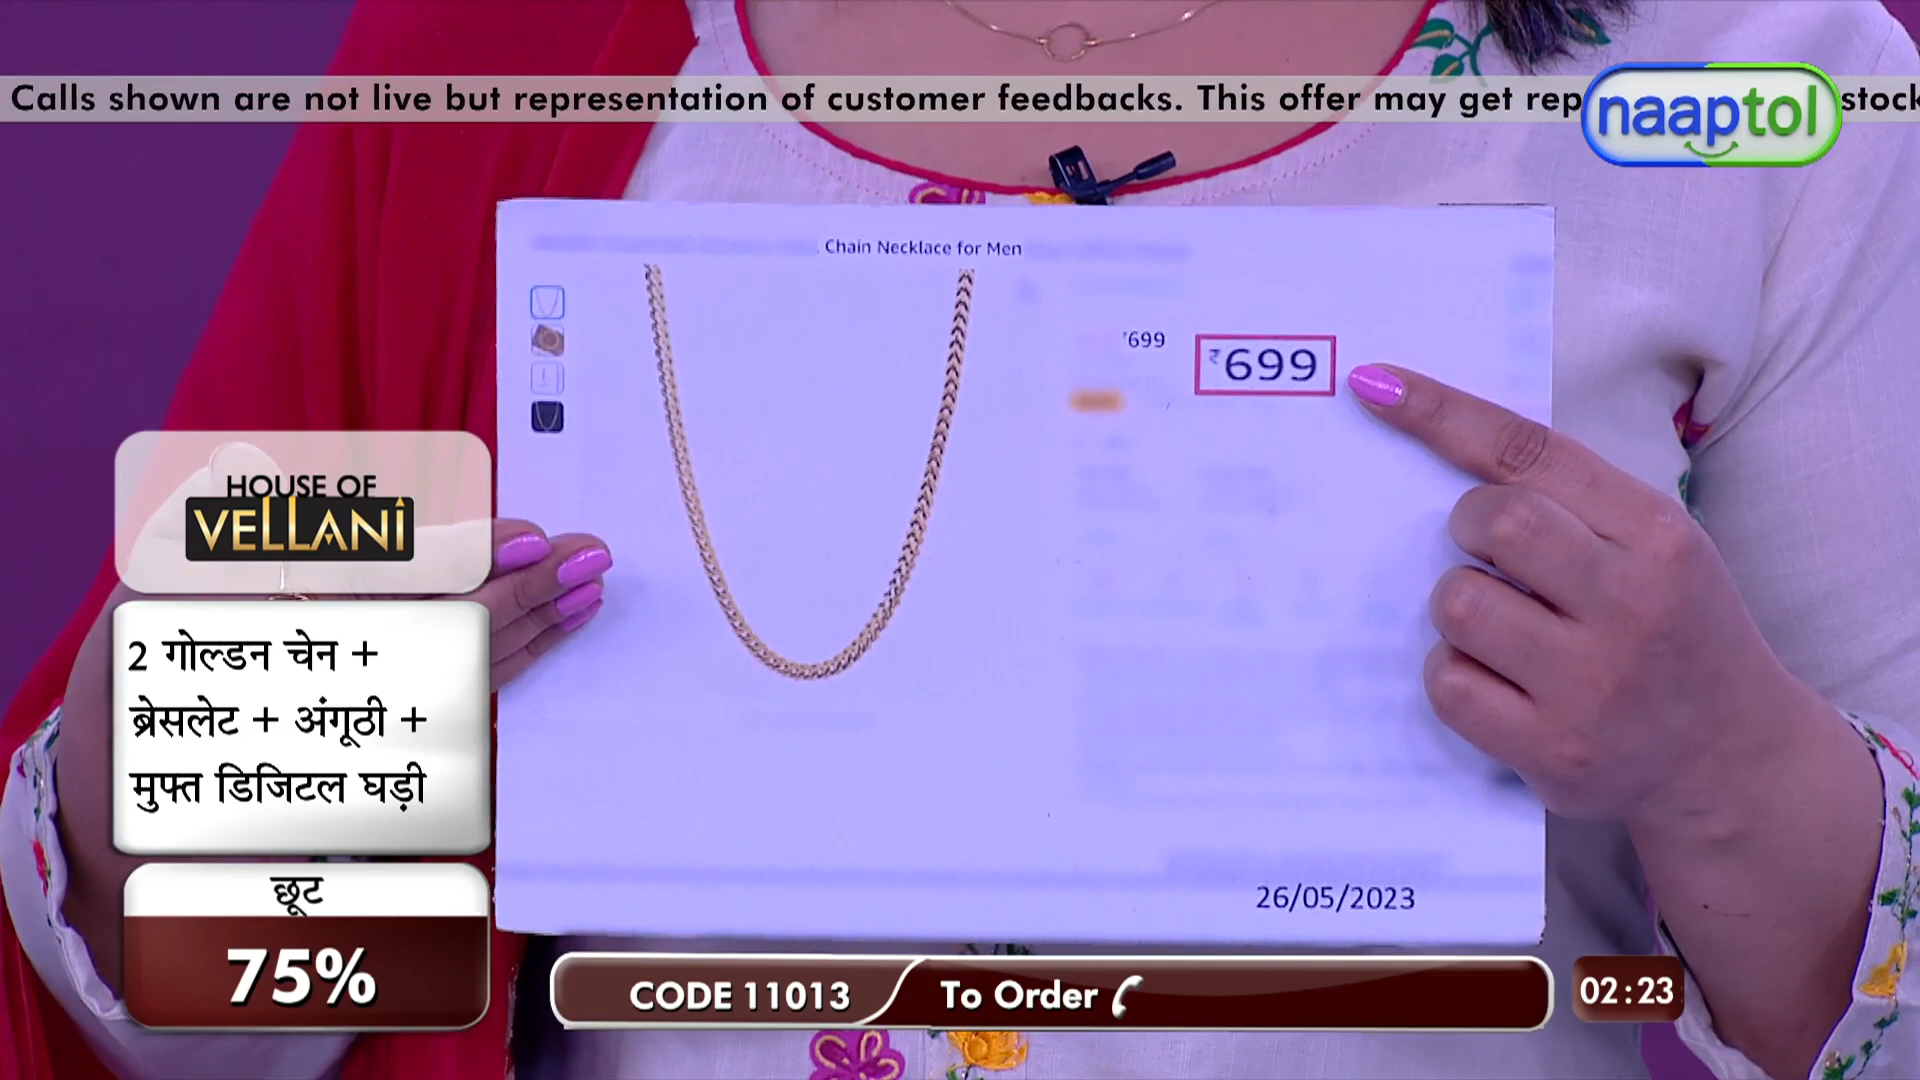 Calls shown are not live but representation of customer feedbacks. This offer may get rep
stock
naaptol
Chain Necklace for Men
₹699
₹699
HOUSE OF
VELLANI
2 गोल्डन चेन +
ब्रेसलेट + अंगूठी +
मुफ्त डिजिटल घड़ी
छूट
75%
26/05/2023
CODE 11013
To Order
02:23